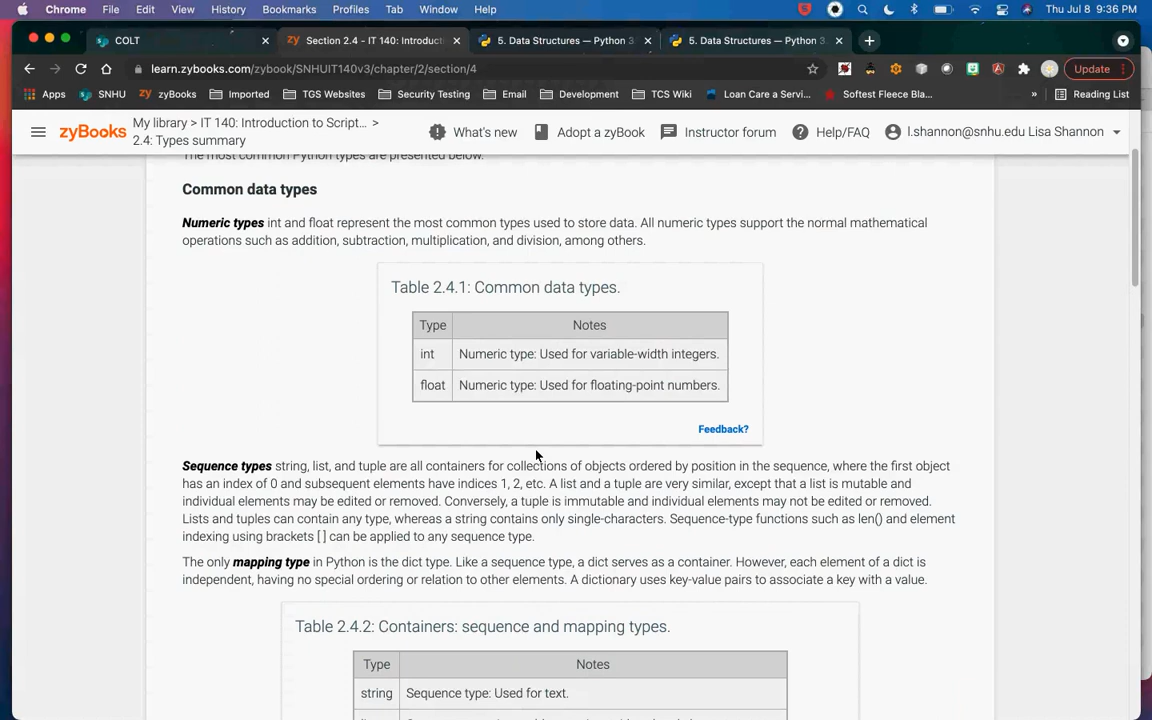 Chrome File Edit View History Bookmarks Profiles Tab Window Help Thu Jul 8 9:36 PM
COLT
Section 2.4 - IT 140: Introducti
5. Data Structures — Python 3
5. Data Structures — Python 3
learn.zybooks.com/zybook/SNHUIT140v3/chapter/2/section/4
Update
Apps SNHU zyBooks Imported TGS Websites Security Testing Email Development TCS Wiki Loan Care a Servi... Softest Fleece Bla... » Reading List
zyBooks
My library > IT 140: Introduction to Script... >
2.4: Types summary
What's new Adopt a zyBook Instructor forum Help/FAQ l.shannon@snhu.edu Lisa Shannon
The most common Python types are presented below.
Common data types
Numeric types int and float represent the most common types used to store data. All numeric types support the normal mathematical
operations such as addition, subtraction, multiplication, and division, among others.
Table 2.4.1: Common data types.
Type Notes
int Numeric type: Used for variable-width integers.
float Numeric type: Used for floating-point numbers.
Feedback?
Sequence types string, list, and tuple are all containers for collections of objects ordered by position in the sequence, where the first object
has an index of 0 and subsequent elements have indices 1, 2, etc. A list and a tuple are very similar, except that a list is mutable and
individual elements may be edited or removed. Conversely, a tuple is immutable and individual elements may not be edited or removed.
Lists and tuples can contain any type, whereas a string contains only single-characters. Sequence-type functions such as len() and element
indexing using brackets [ ] can be applied to any sequence type.
The only mapping type in Python is the dict type. Like a sequence type, a dict serves as a container. However, each element of a dict is
independent, having no special ordering or relation to other elements. A dictionary uses key-value pairs to associate a key with a value.
Table 2.4.2: Containers: sequence and mapping types.
Type Notes
string Sequence type: Used for text.